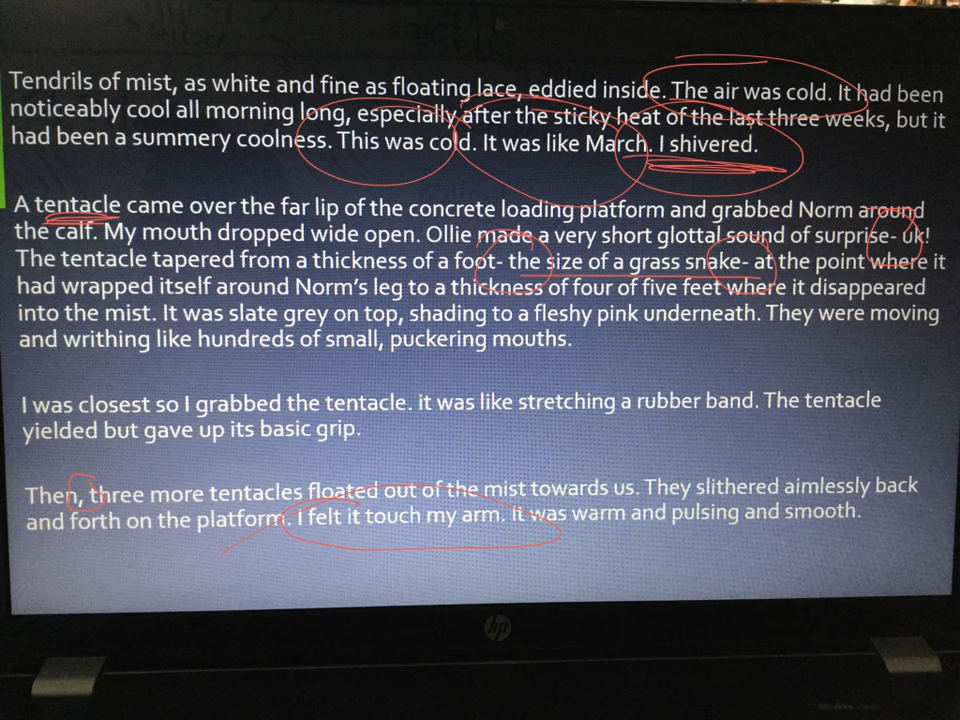 Tendrils of mist, as white and fine as floating lace, eddied inside. The air was cold. It had been
noticeably cool all morning long, especially after the sticky heat of the last three weeks, but it
had been a summery coolness. This was cold. It was like March. I shivered.
A tentacle came over the far lip of the concrete loading platform and grabbed Norm around
the calf. My mouth dropped wide open. Ollie made a very short glottal sound of surprise- uk!
The tentacle tapered from a thickness of a foot- the size of a grass snake- at the point where it
had wrapped itself around Norm's leg to a thickness of four of five feet where it disappeared
into the mist. It was slate grey on top, shading to a fleshy pink underneath. They were moving
and writhing like hundreds of small, puckering mouths.
I was closest so I grabbed the tentacle. it was like stretching a rubber band. The tentacle
yielded but gave up its basic grip.
Then, three more tentacles floated out of the mist towards us. They slithered aimlessly back
and forth on the platform. I felt it touch my arm. It was warm and pulsing and smooth.
hp